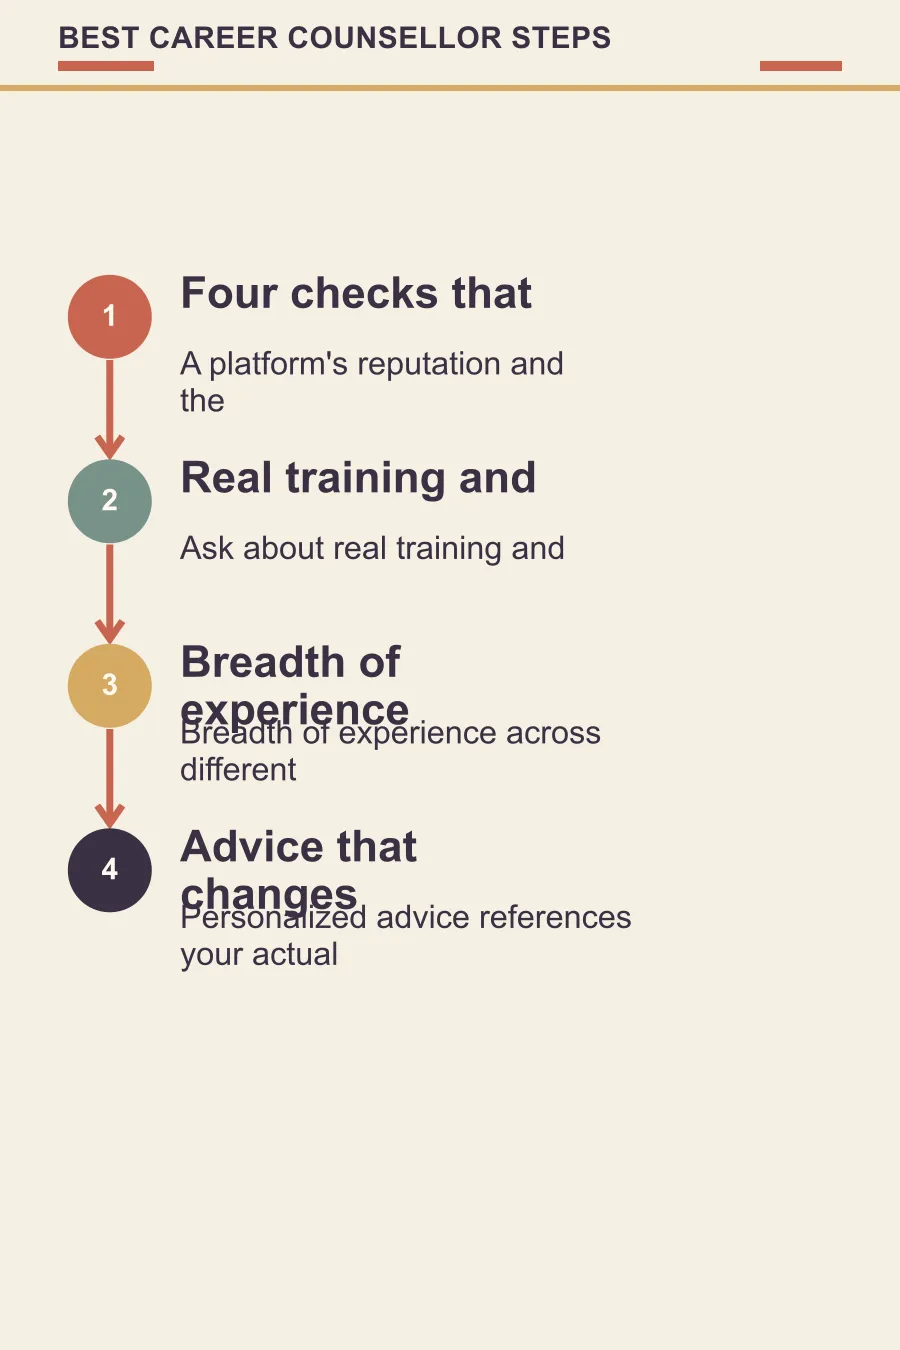 BEST CAREER COUNSELLOR STEPS
1
Four checks that
A platform's reputation and
the
2
Real training and
Ask about real training and
3
Breadth of
experience
Breadth of experience across
different
4
Advice that
changes
Personalized advice references
your actual